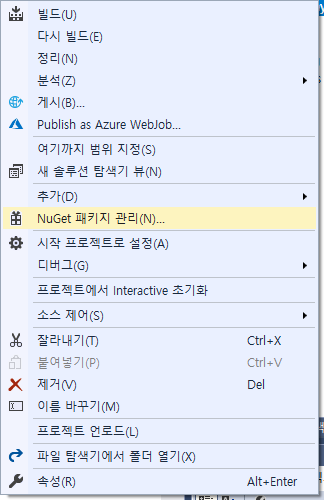 빌드(U)
다시 빌드(E)
정리(N)
분석(Z)
게시(B)...
Publish as Azure WebJob...
여기까지 범위 지정(S)
새 솔루션 탐색기 뷰(N)
추가(D)
NuGet 패키지 관리(N)...
시작 프로젝트로 설정(A)
디버그(G)
프로젝트에서 Interactive 초기화
소스 제어(S)
잘라내기(T) Ctrl+X
붙여넣기(P) Ctrl+V
제거(V) Del
이름 바꾸기(M)
프로젝트 언로드(L)
파일 탐색기에서 폴더 열기(X)
속성(R) Alt+Enter